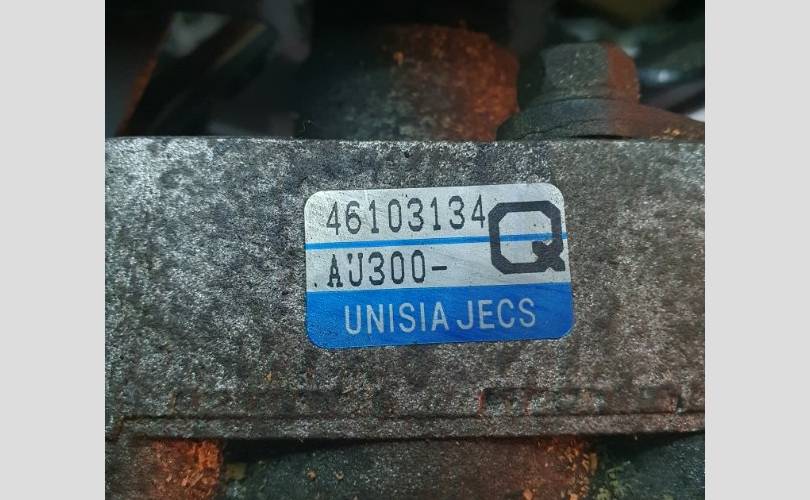 46103134
Q
AU300-
UNISIA JECS